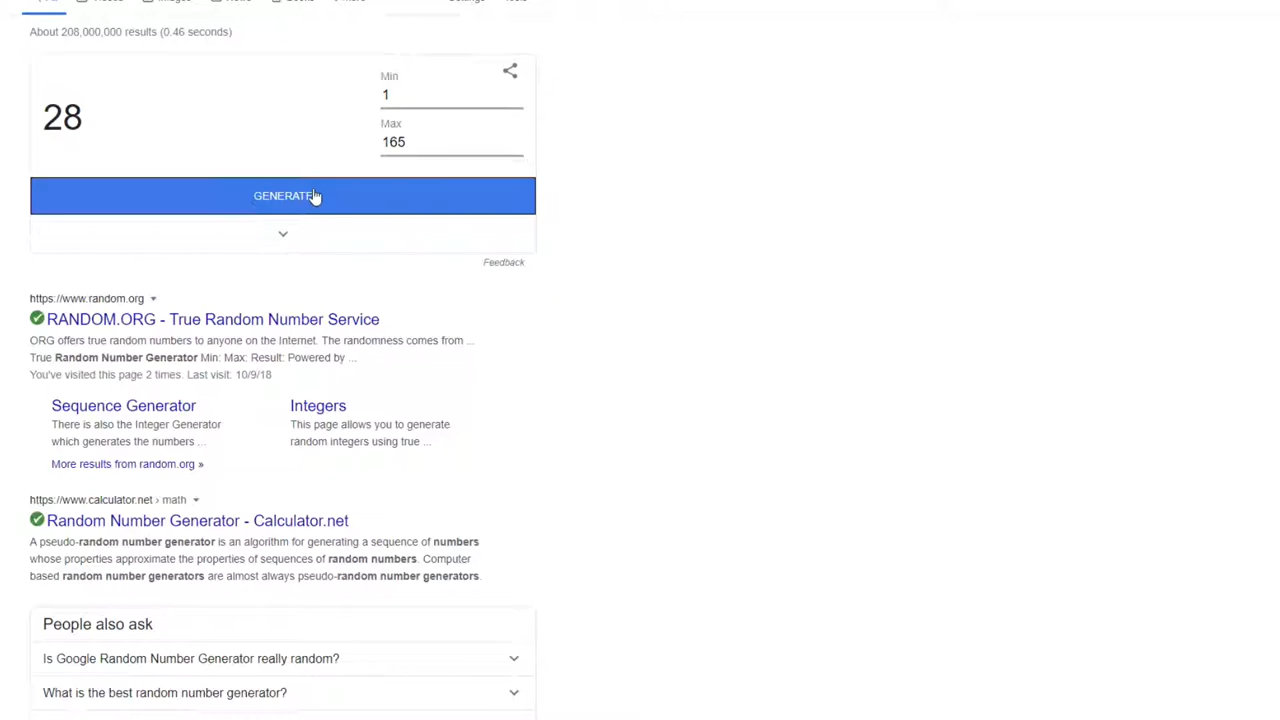 About 208,000,000 results (0.46 seconds)
Min
1
28
Max
165
GENERATE
Feedback
https://www.random.org
RANDOM.ORG - True Random Number Service
ORG offers true random numbers to anyone on the Internet. The randomness comes from ...
True Random Number Generator Min: Max: Result: Powered by ...
You've visited this page 2 times. Last visit: 10/9/18
Sequence Generator
There is also the Integer Generator
which generates the numbers ...
Integers
This page allows you to generate
random integers using true ...
More results from random.org »
https://www.calculator.net › math
Random Number Generator - Calculator.net
A pseudo-random number generator is an algorithm for generating a sequence of numbers
whose properties approximate the properties of sequences of random numbers. Computer
based random number generators are almost always pseudo-random number generators.
People also ask
Is Google Random Number Generator really random?
What is the best random number generator?